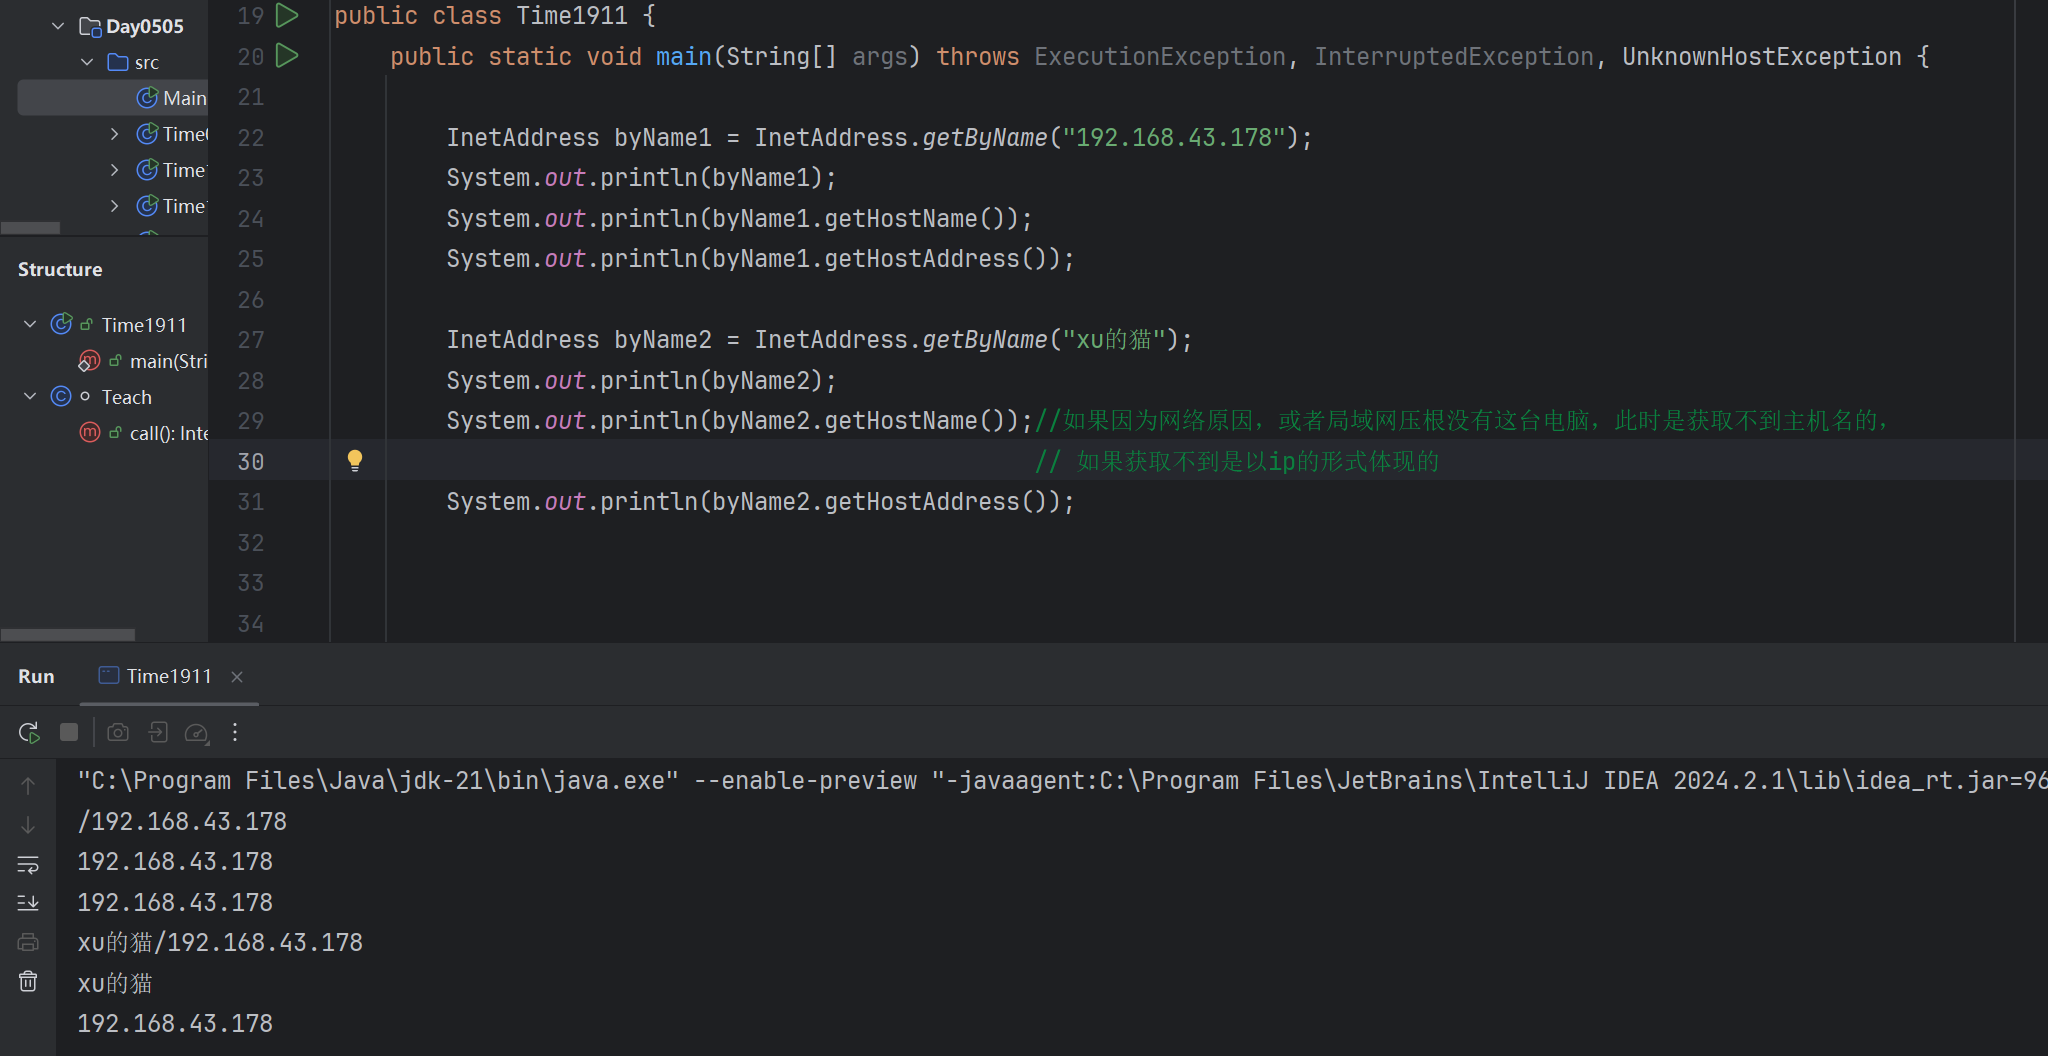 Day0505
src
Main
Time
Time
Time
Structure
Time1911
main(Stri
Teach
call(): Inte
19 public class Time1911 {
20 public static void main(String[] args) throws ExecutionException, InterruptedException, UnknownHostException {
21
22 InetAddress byName1 = InetAddress.getByName("192.168.43.178");
23 System.out.println(byName1);
24 System.out.println(byName1.getHostName());
25 System.out.println(byName1.getHostAddress());
26
27 InetAddress byName2 = InetAddress.getByName("xu的猫");
28 System.out.println(byName2);
29 System.out.println(byName2.getHostName());//如果因为网络原因，或者局域网压根没有这台电脑，此时是获取不到主机名的，
30 // 如果获取不到是以ip的形式体现的
31 System.out.println(byName2.getHostAddress());
32
33
34
Run Time1911
"C:\Program Files\Java\jdk-21\bin\java.exe" --enable-preview "-javaagent:C:\Program Files\JetBrains\IntelliJ IDEA 2024.2.1\lib\idea_rt.jar=96
/192.168.43.178
192.168.43.178
192.168.43.178
xu的猫/192.168.43.178
xu的猫
192.168.43.178